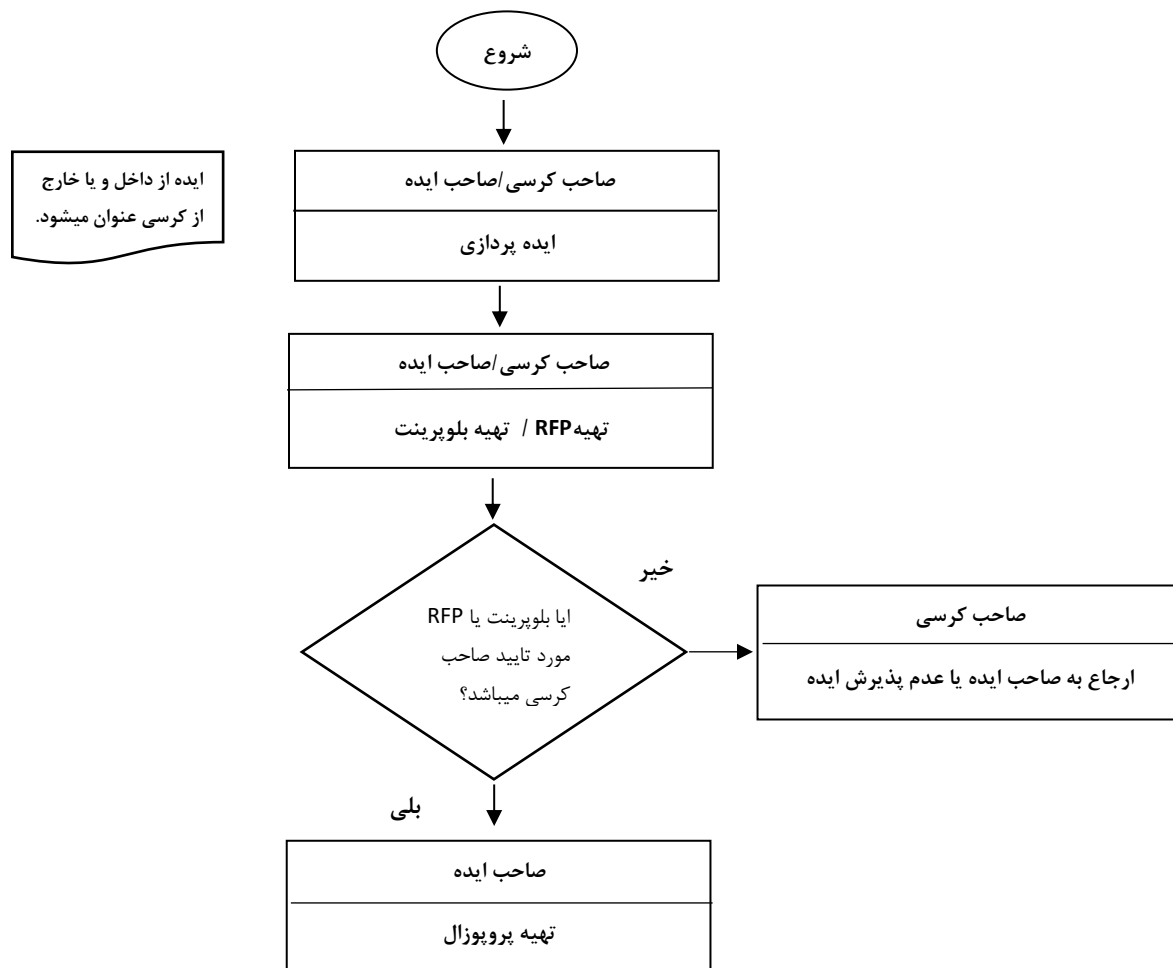 شروع
ایده از داخل و یا خارج
از کرسی عنوان میشود.
صاحب کرسی/صاحب ایده
ایده پردازی
صاحب کرسی/صاحب ایده
تهیهRFP / تهیه بلوپرینت
خیر
ایا بلوپرینت یا RFP
مورد تایید صاحب
کرسی میباشد؟
صاحب کرسی
ارجاع به صاحب ایده یا عدم پذیرش ایده
بلی
صاحب ایده
تهیه پروپوزال